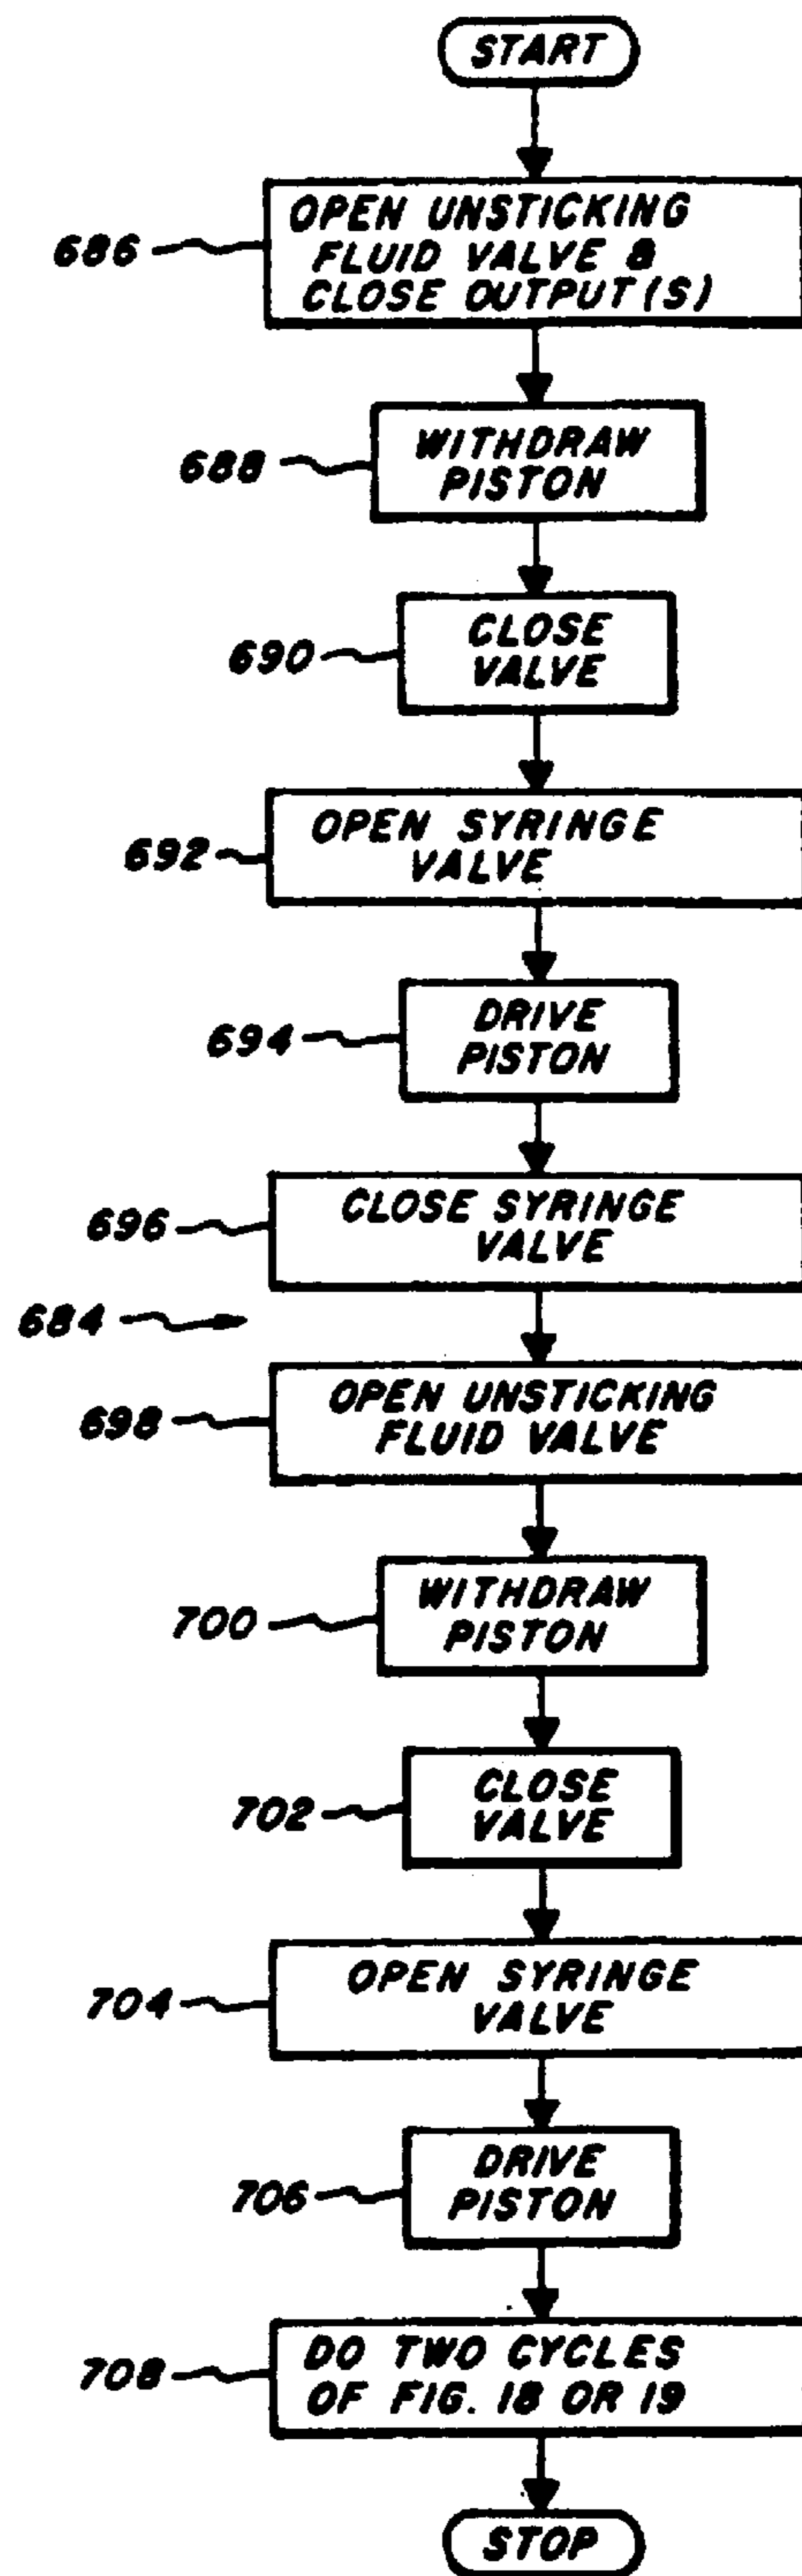 START
686
OPEN UNSTICKING
FLUID VALVE &
CLOSE OUTPUT(S)
688
WITHDRAW
PISTON
690
CLOSE
VALVE
692
OPEN SYRINGE
VALVE
694
DRIVE
PISTON
696
CLOSE SYRINGE
VALVE
684
698
OPEN UNSTICKING
FLUID VALVE
700
WITHDRAW
PISTON
702
CLOSE
VALVE
704
OPEN SYRINGE
VALVE
706
DRIVE
PISTON
708
DO TWO CYCLES
OF FIG. 18 OR 19
STOP